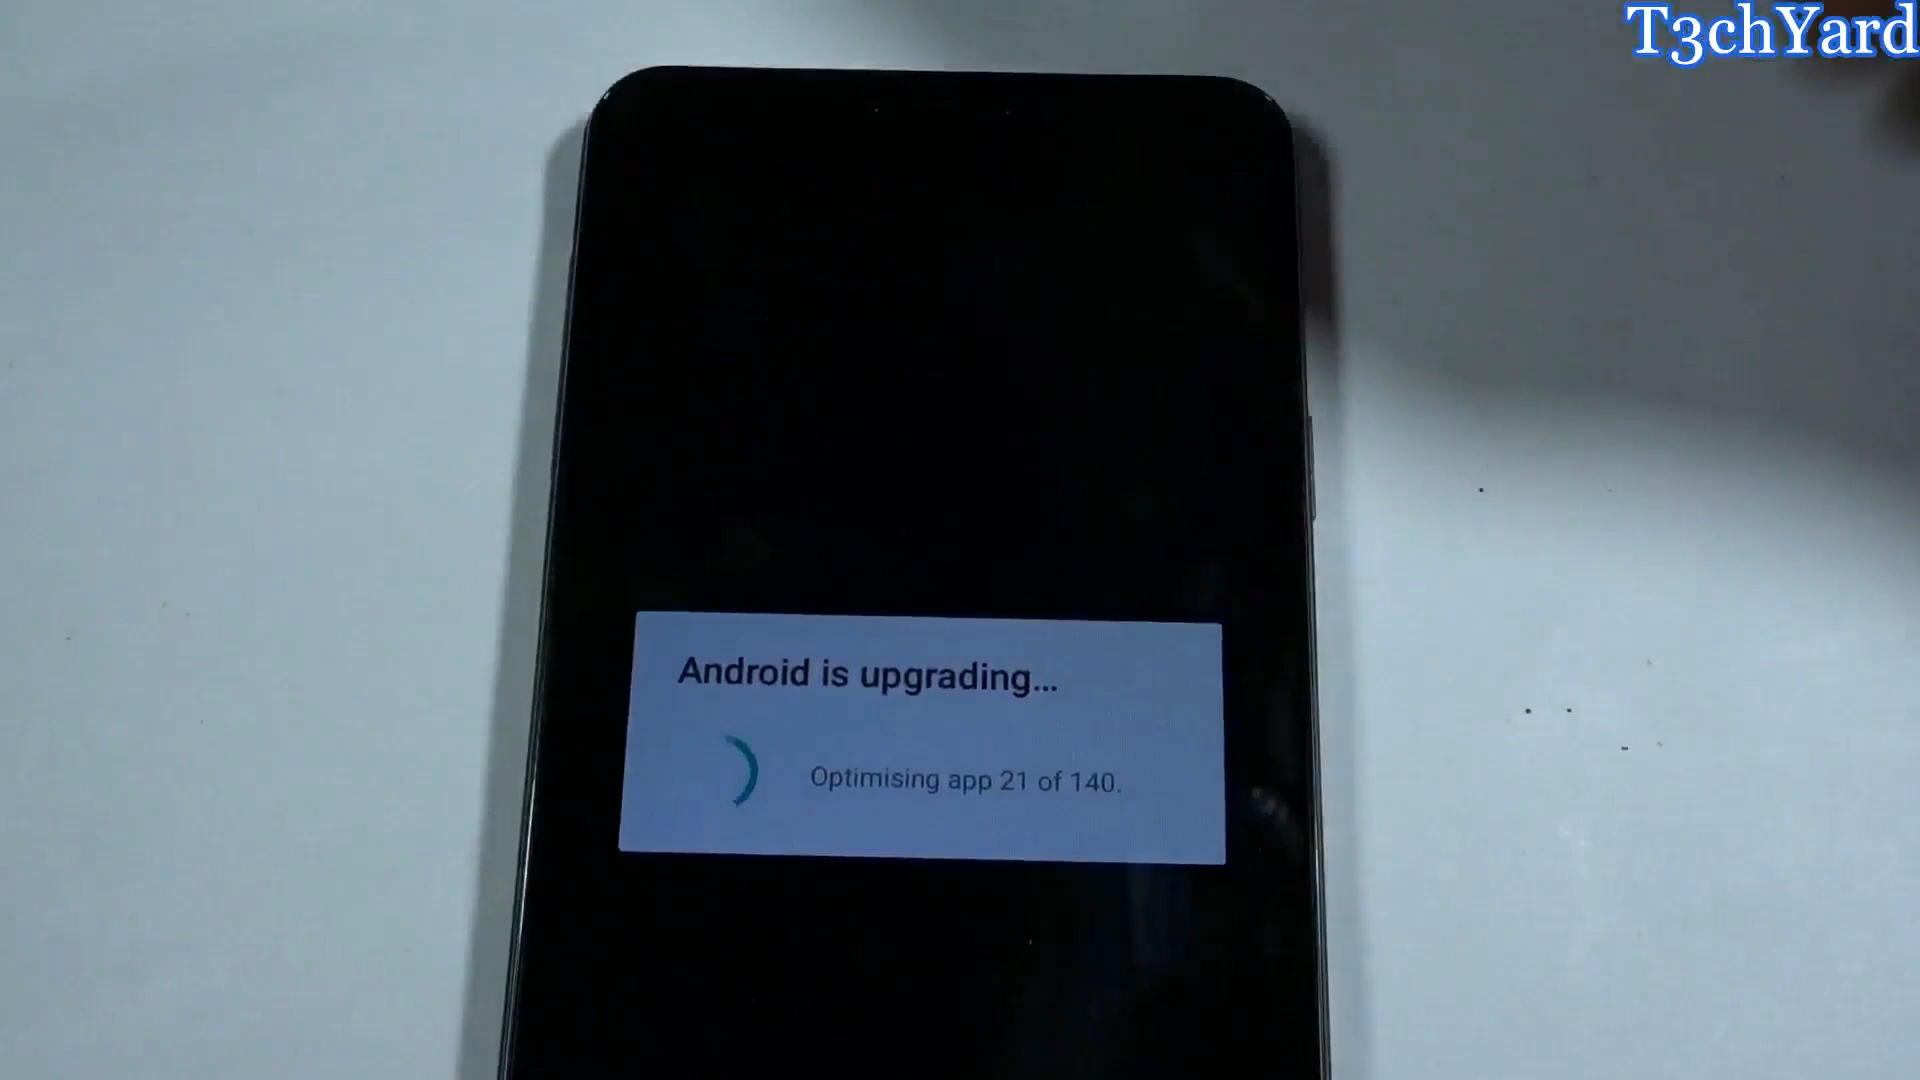 T3chYard
Android is upgrading...
Optimising app 21 of 140.